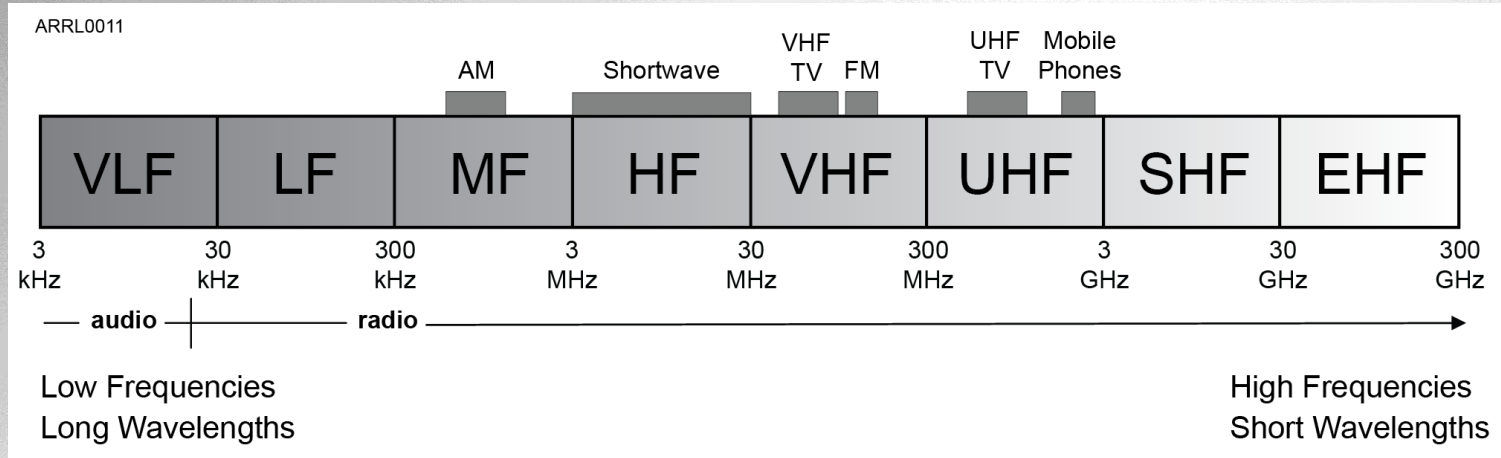 ARRL0011
AM
Shortwave
VHF
TV
FM
UHF
TV
Mobile
Phones
VLF
LF
MF
HF
VHF
UHF
SHF
EHF
3
kHz
30
kHz
300
kHz
3
MHz
30
MHz
300
MHz
3
GHz
30
GHz
300
GHz
audio
radio
Low Frequencies
Long Wavelengths
High Frequencies
Short Wavelengths